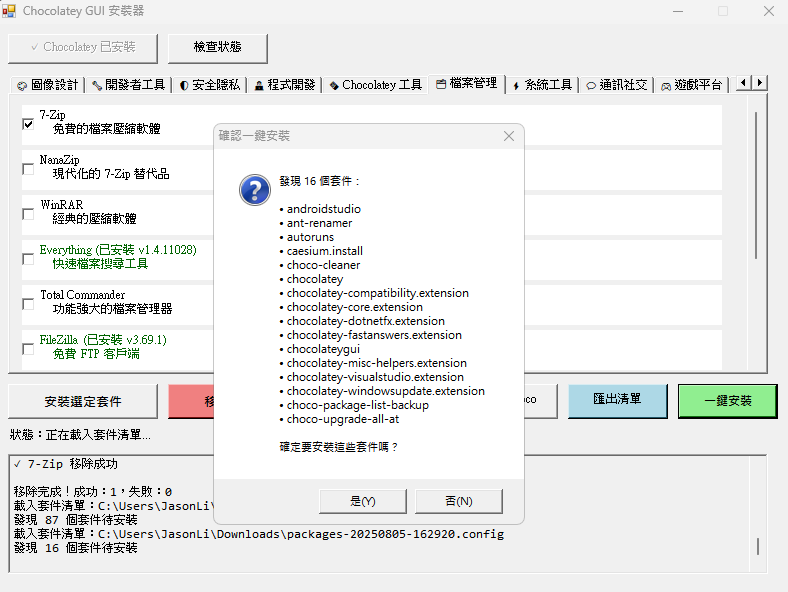 Chocolatey GUI 安裝器
✓ Chocolatey 已安裝
檢查狀態
圖像設計
開發者工具
安全隱私
程式開發
Chocolatey 工具
檔案管理
系統工具
通訊社交
遊戲平台
7-Zip
免費的檔案壓縮軟體
NanaZip
現代化的 7-Zip 替代品
WinRAR
經典的壓縮軟體
Everything (已安裝 v1.4.11028)
快速檔案搜尋工具
Total Commander
功能強大的檔案管理器
FileZilla (已安裝 v3.69.1)
免費 FTP 客戶端
確認一鍵安裝
發現 16 個套件：
• androidstudio
• ant-renamer
• autoruns
• caesium.install
• choco-cleaner
• chocolatey
• chocolatey-compatibility.extension
• chocolatey-core.extension
• chocolatey-dotnetfx.extension
• chocolatey-fastanswers.extension
• chocolateygui
• chocolatey-misc-helpers.extension
• chocolatey-visualstudio.extension
• chocolatey-windowsupdate.extension
• choco-package-list-backup
• choco-upgrade-all-at
確定要安裝這些套件嗎？
是(Y)
否(N)
安裝選定套件
移
oco
匯出清單
一鍵安裝
狀態：正在載入套件清單...
✓ 7-Zip 移除成功
移除完成！成功：1，失敗：0
載入套件清單：C:\Users\JasonLi\
發現 87 個套件待安裝
載入套件清單：C:\Users\JasonLi\Downloads\packages-20250805-162920.config
發現 16 個套件待安裝